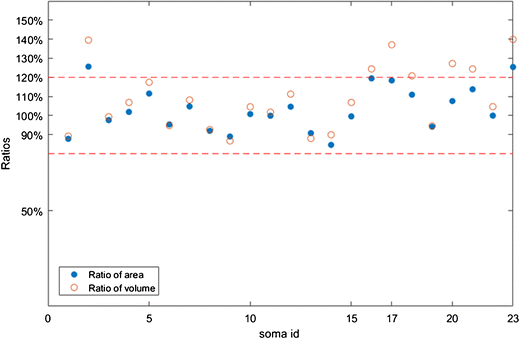 150%
140%
130%
120%
110%
100%
90%
50%
Ratios
Ratio of area
Ratio of volume
0 5 10 15 17 20 23
soma id